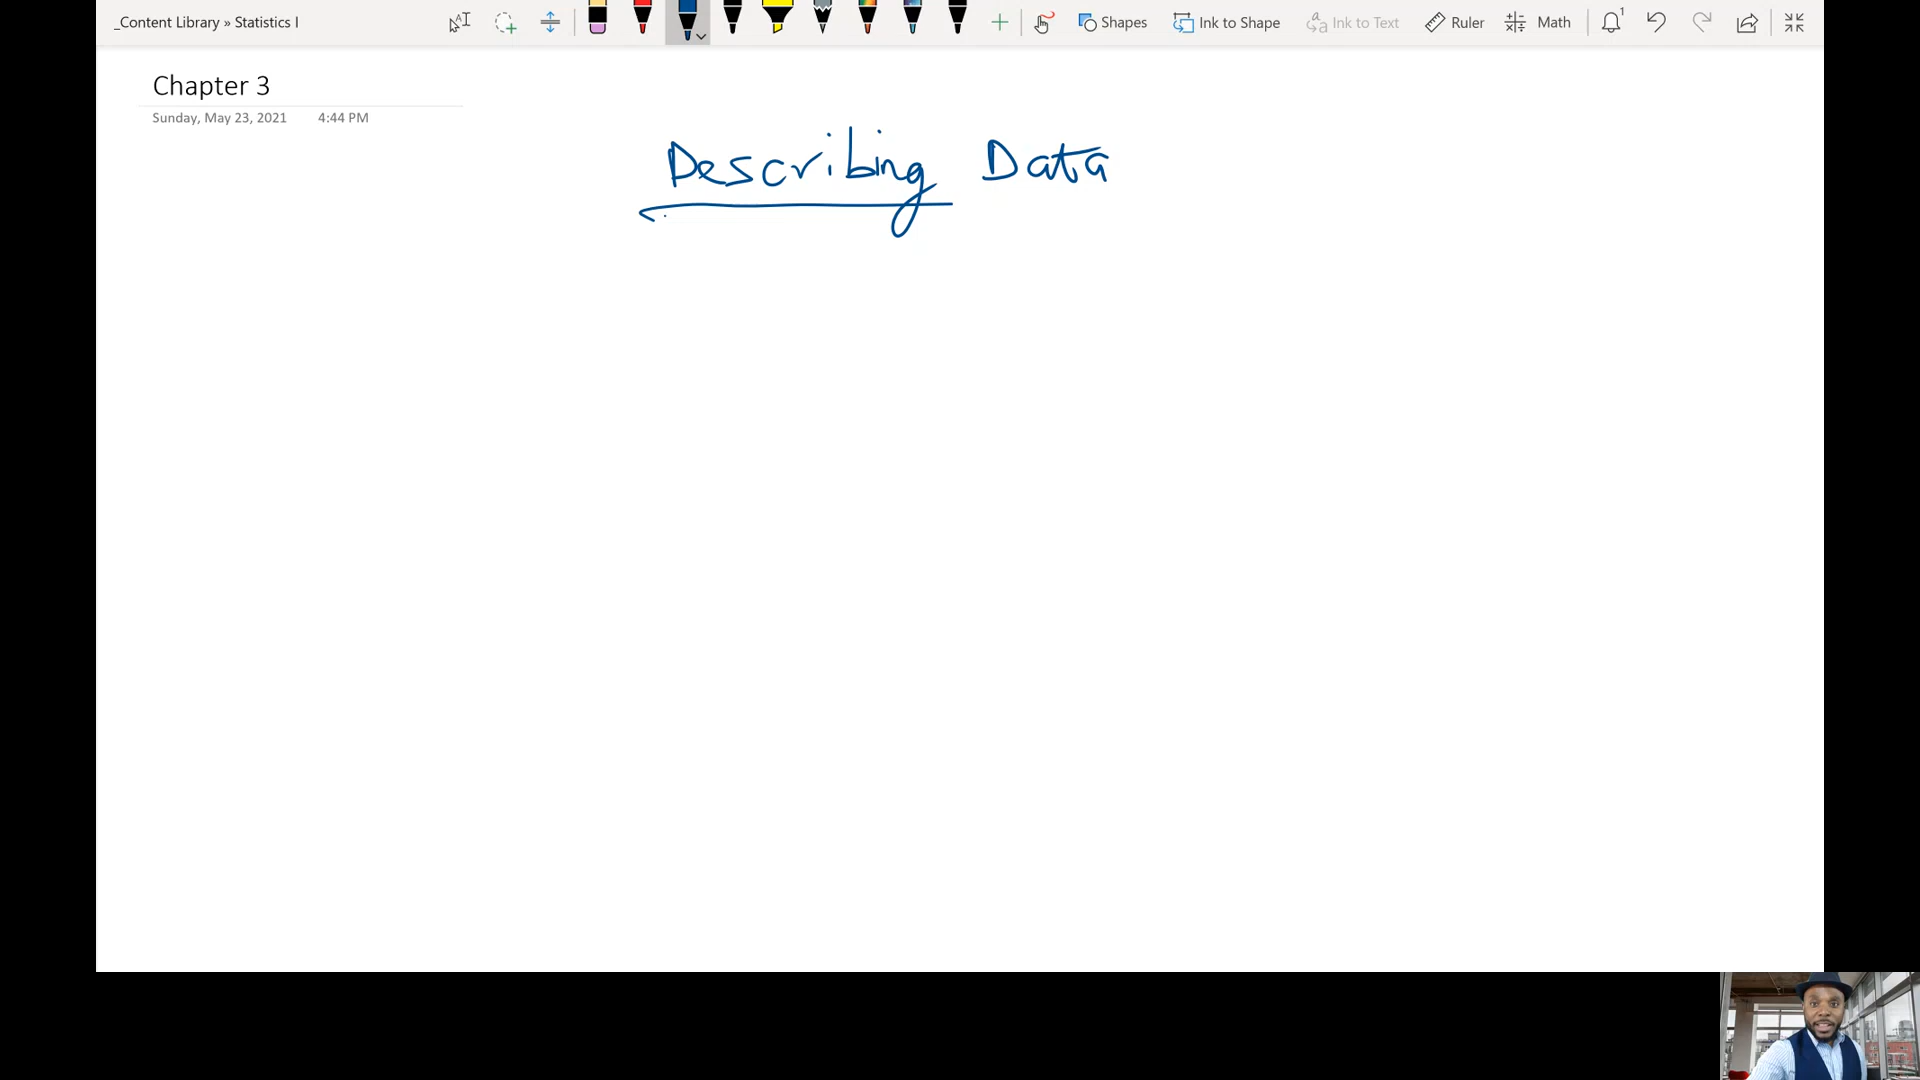 _Content Library » Statistics I
1
Shapes
Ink to Shape
Ink to Text
Ruler
Math
Chapter 3
Sunday, May 23, 2021 4:44 PM
Describing Data